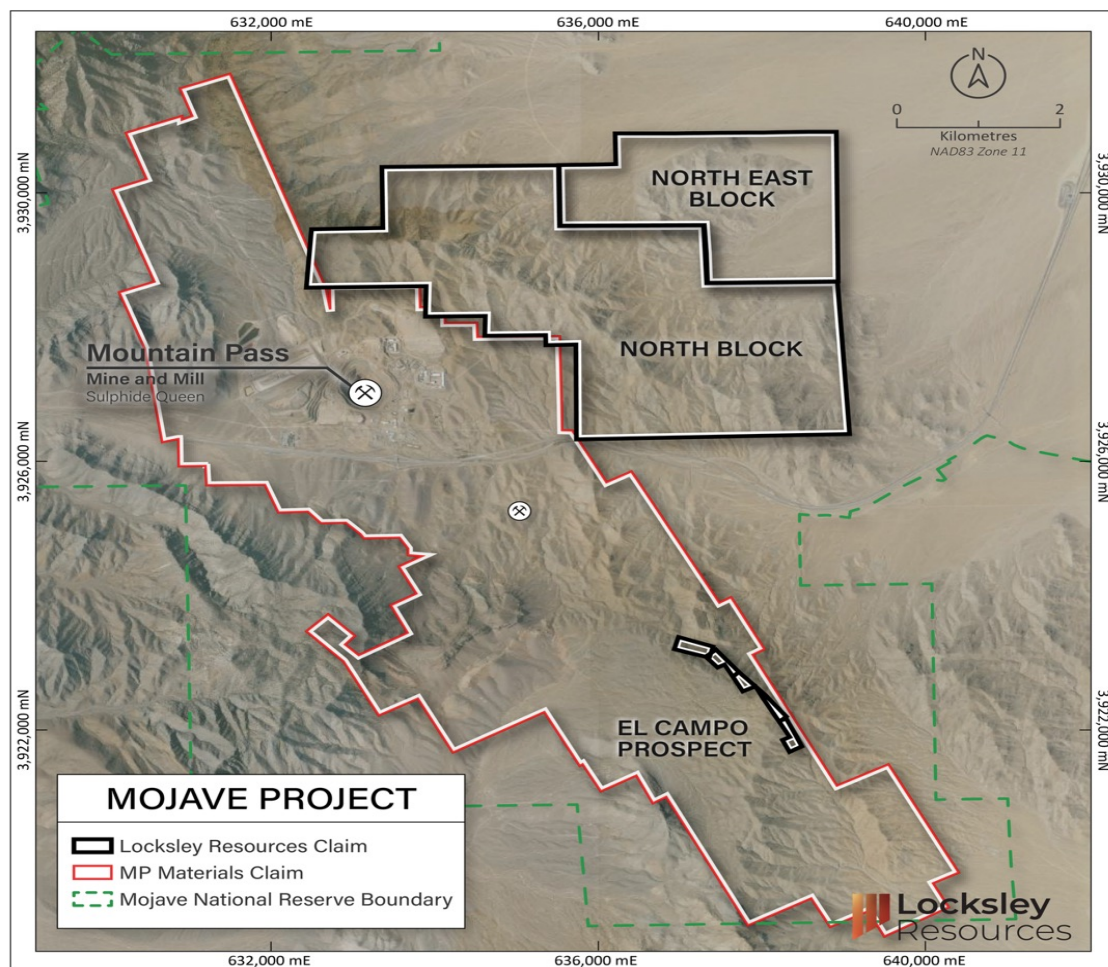 632,000 mE
636,000 mE
640,000 mE
N
0
2
Kilometres
NAD83 Zone 11
3,930,000 mN
3,930,000 mN
NORTH EAST
BLOCK
NORTH BLOCK
Mountain Pass
Mine and Mill
Sulphide Queen
3,926,000 mN
3,926,000 mN
EL CAMPO
PROSPECT
3,922,000 mN
3,922,000 mN
MOJAVE PROJECT
Locksley Resources Claim
MP Materials Claim
Mojave National Reserve Boundary
Locksley
Resources
632,000 mE
636,000 mE
640,000 mE